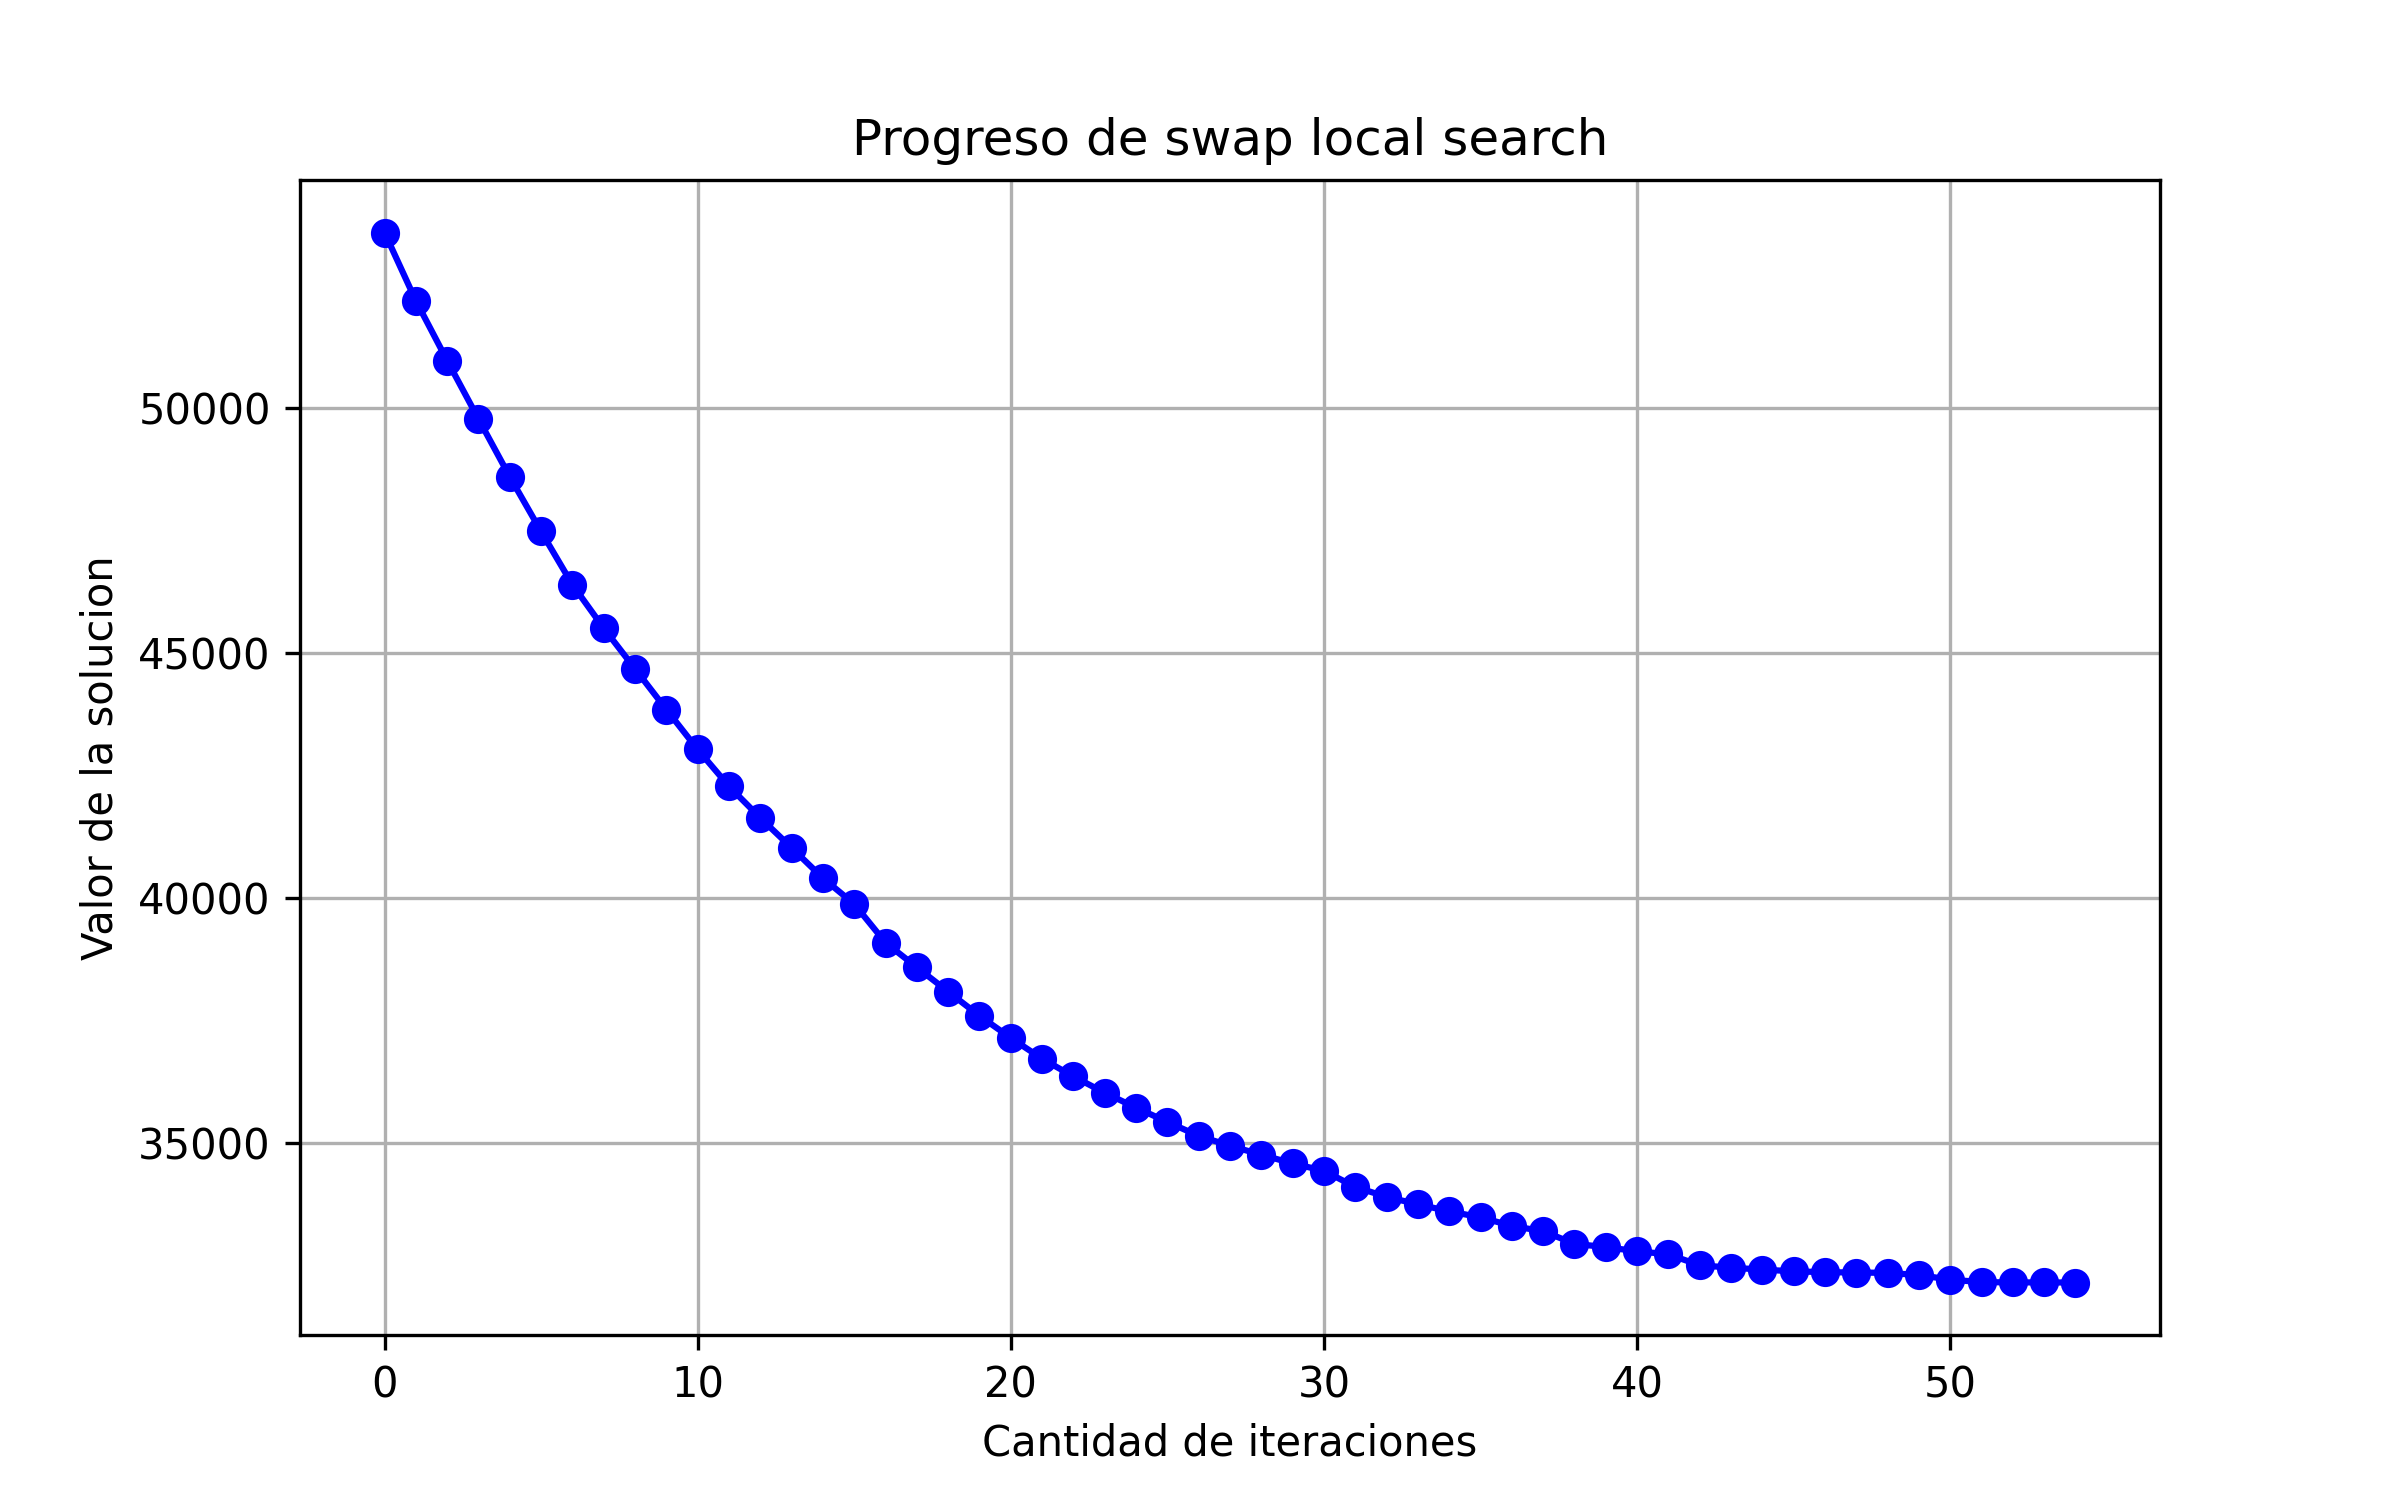 Progreso de swap local search
Valor de la solucion
50000
45000
40000
35000
0 10 20 30 40 50
Cantidad de iteraciones